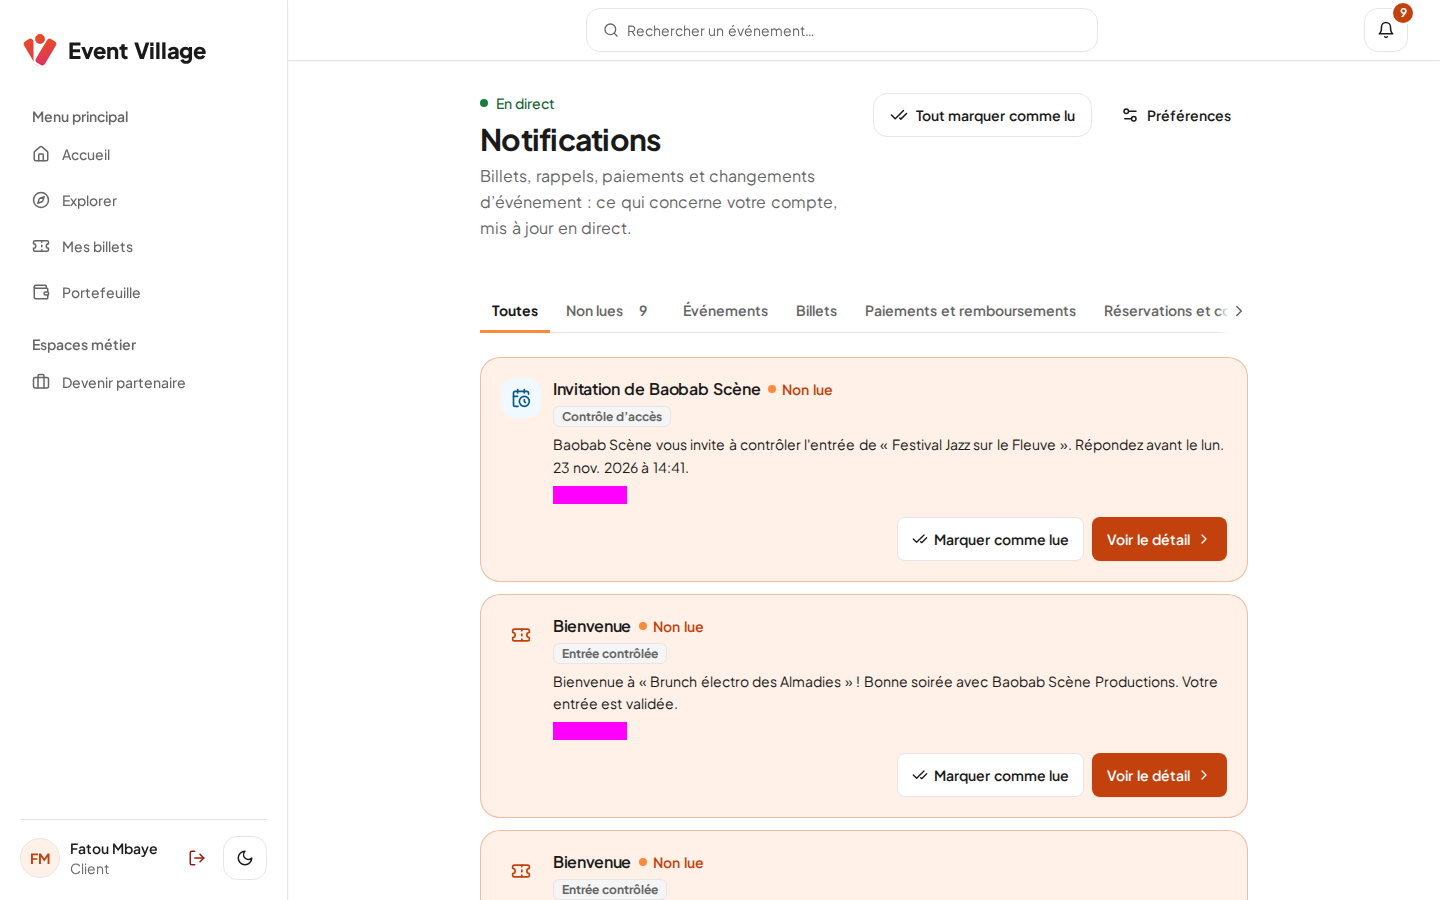 Event Village
Menu principal
Accueil
Explorer
Mes billets
Portefeuille
Espaces métier
Devenir partenaire
FM
Fatou Mbaye
Client
Rechercher un événement…
9
En direct
Notifications
Billets, rappels, paiements et changements
d’événement : ce qui concerne votre compte,
mis à jour en direct.
Tout marquer comme lu
Préférences
Toutes
Non lues 9
Événements
Billets
Paiements et remboursements
Réservations et
Invitation de Baobab Scène
Non lue
Contrôle d’accès
Baobab Scène vous invite à contrôler l’entrée de « Festival Jazz sur le Fleuve ». Répondez avant le lun.
23 nov. 2026 à 14:41.
Marquer comme lue
Voir le détail
Bienvenue
Non lue
Entrée contrôlée
Bienvenue à « Brunch électro des Almadies » ! Bonne soirée avec Baobab Scène Productions. Votre
entrée est validée.
Marquer comme lue
Voir le détail
Bienvenue
Non lue
Entrée contrôlée